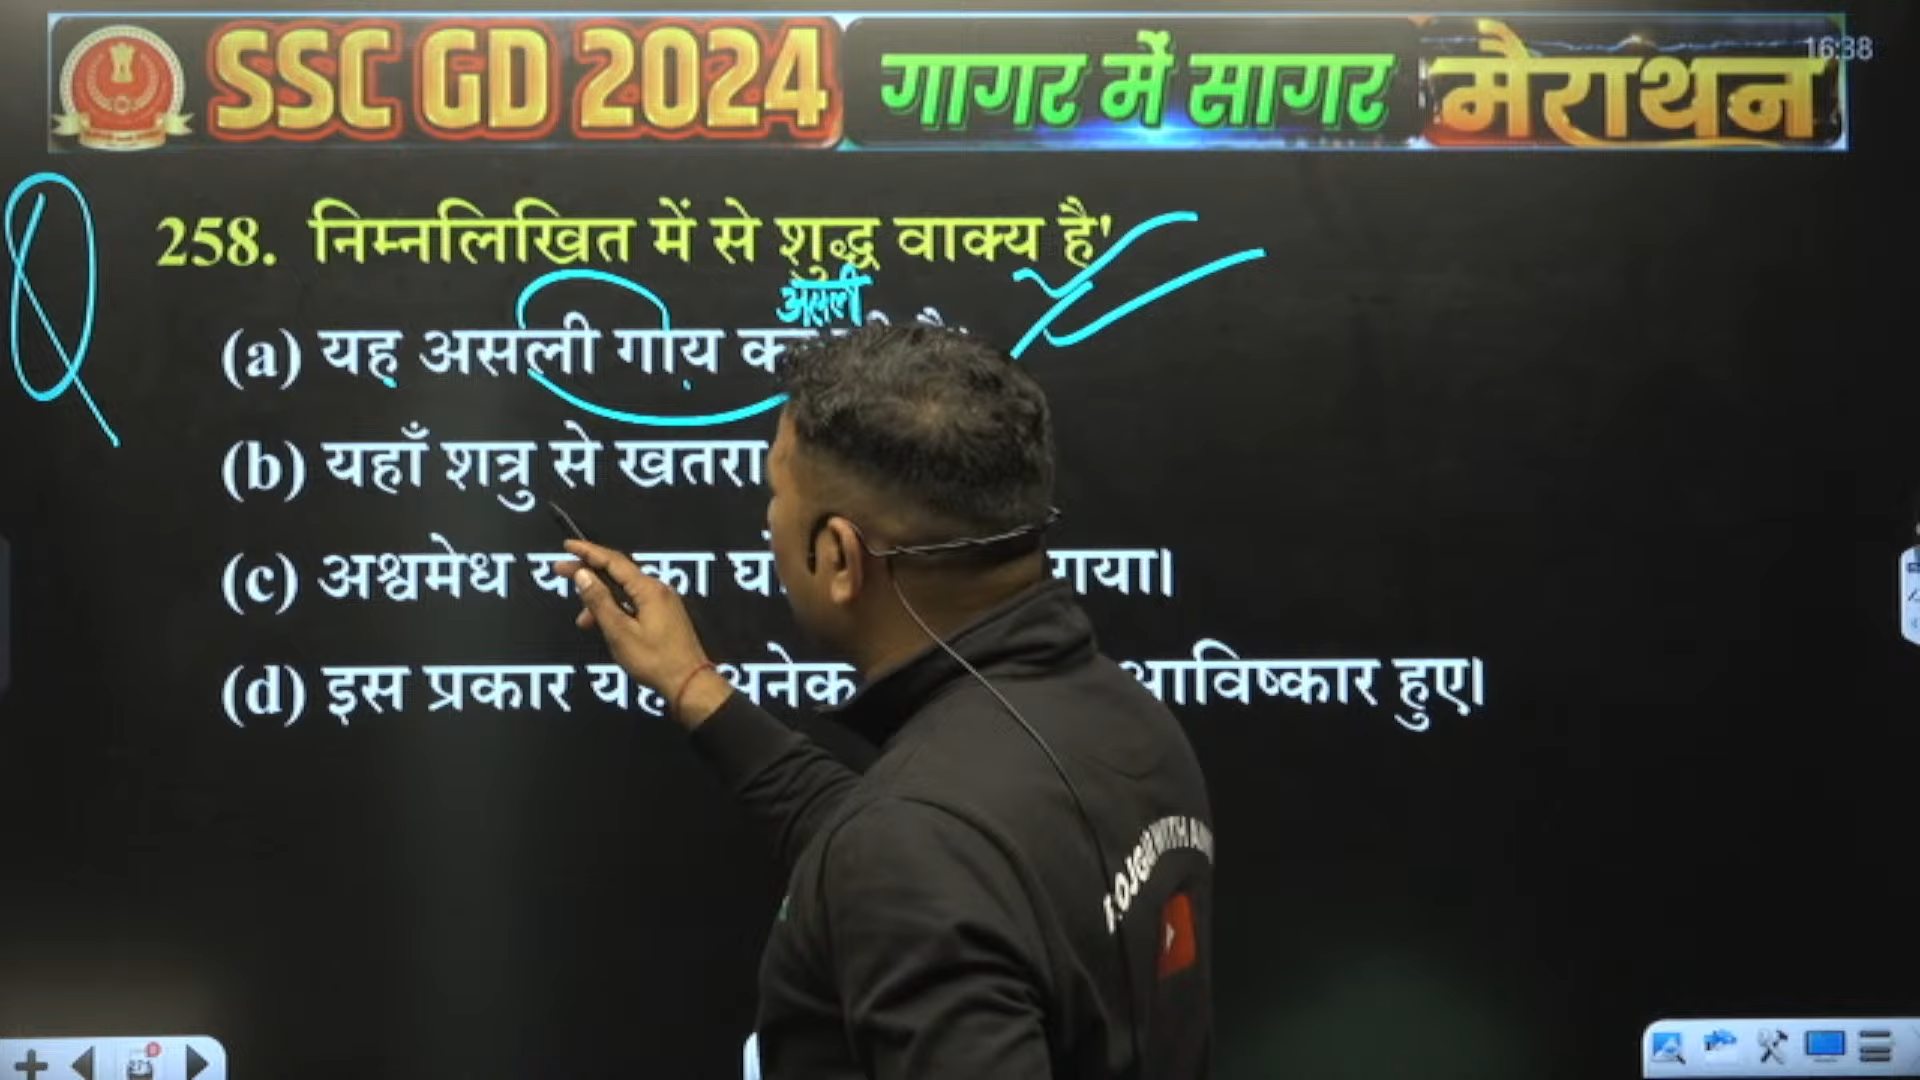 SSC GD 2024 गागर में सागर मैराथन
16:38
258. निम्नलिखित में से शुद्ध वाक्य है'
असली
(a) यह असली गाय का
(b) यहाँ शत्रु से खतरा
(c) अश्वमेध का गया।
(d) इस प्रकार अनेक आविष्कार हुए।